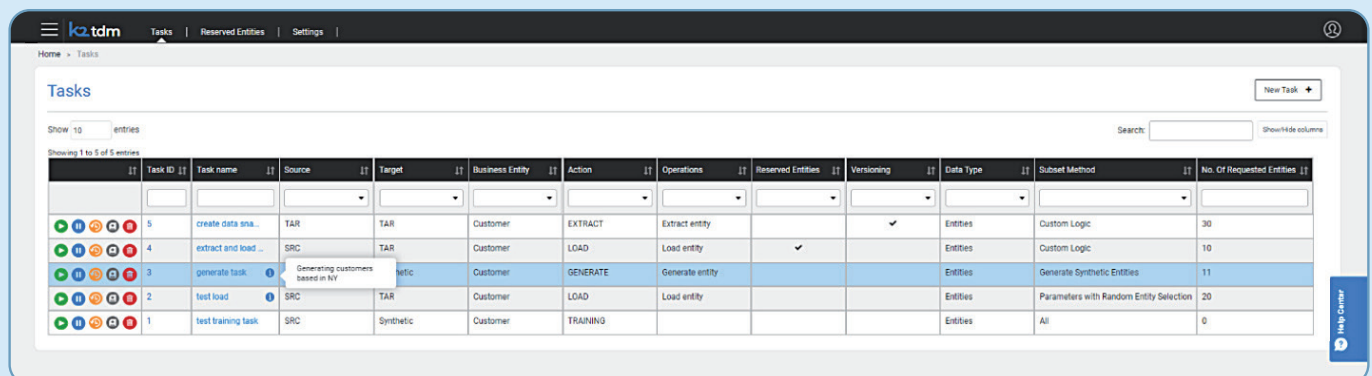 k2tdm Tasks | Reserved Entities | Settings |
Home » Tasks
Tasks
New Task +
Show 10 entries
Search:
Show/Hide columns
Showing 1 to 5 of 5 entries
Task ID Task name Source Target Business Entity Action Operations Reserved Entities Versioning Data Type Subset Method No. Of Requested Entities
5 create data sna... TAR TAR Customer EXTRACT Extract entity ✔ Entities Custom Logic 30
4 extract and load ... SRC TAR Customer LOAD Load entity ✔ Entities Custom Logic 10
3 generate task Generating customers
based in NY
hetic Customer GENERATE Generate entity Entities Generate Synthetic Entities 11
2 test load SRC TAR Customer LOAD Load entity Entities Parameters with Random Entity Selection 20
1 test training task SRC Synthetic Customer TRAINING Entities All 0
Help Center